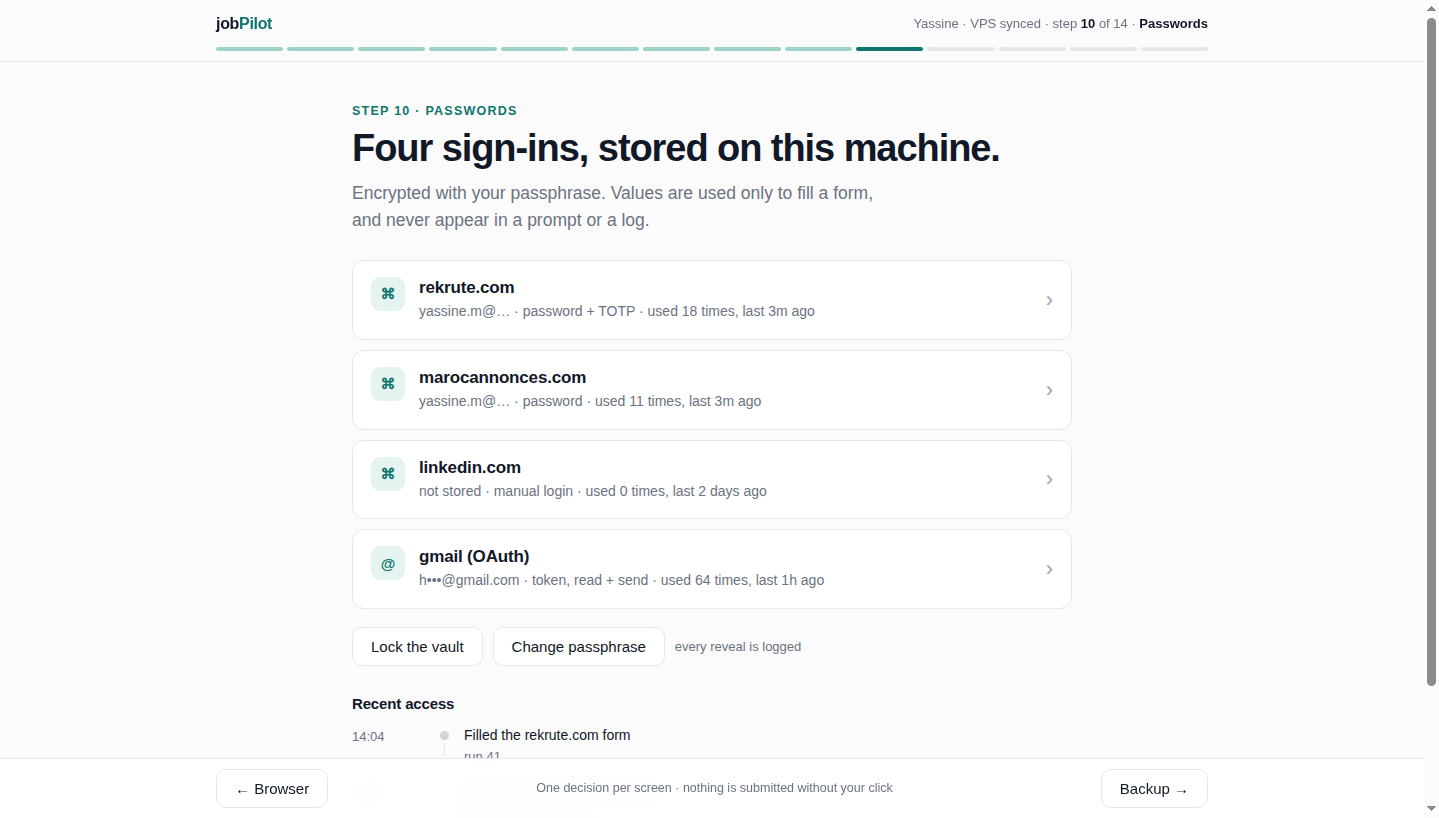 jobPilot
Yassine · VPS synced · step 10 of 14 · Passwords
STEP 10 · PASSWORDS
Four sign-ins, stored on this machine.
Encrypted with your passphrase. Values are used only to fill a form,
and never appear in a prompt or a log.
⌘
rekrute.com
yassine.m@… · password + TOTP · used 18 times, last 3m ago
›
⌘
marocannonces.com
yassine.m@… · password · used 11 times, last 3m ago
›
⌘
linkedin.com
not stored · manual login · used 0 times, last 2 days ago
›
@
gmail (OAuth)
h•••@gmail.com · token, read + send · used 64 times, last 1h ago
›
Lock the vault
Change passphrase
every reveal is logged
Recent access
14:04
Filled the rekrute.com form
run 41
← Browser
One decision per screen · nothing is submitted without your click
Backup →